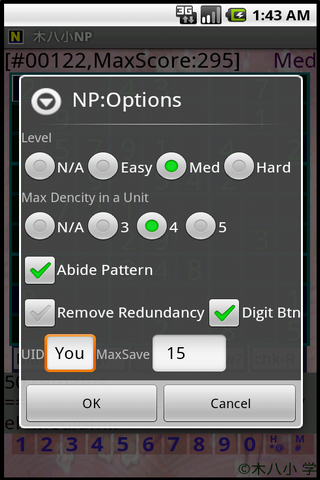 3G 1:43 AM
N 木八小NP
[#00122,MaxScore:295] Med
NP:Options
Level
N/A Easy Med Hard
Max Dencity in a Unit
N/A 3 4 5
Abide Pattern
Remove Redundancy Digit Btn
UID You MaxSave 15
OK Cancel
1 2 3 4 5 6 7 8 9 0 H M
©木八小 学